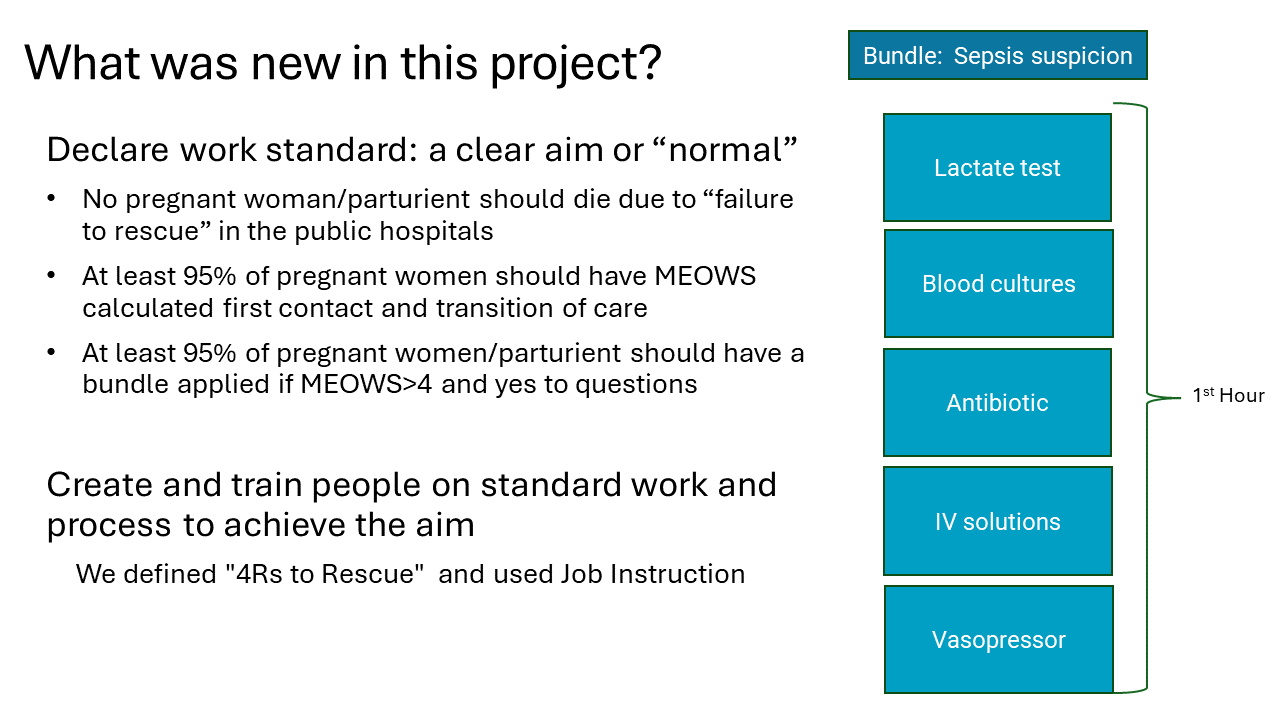 What was new in this project?
Declare work standard: a clear aim or “normal”
• No pregnant woman/parturient should die due to “failure
to rescue” in the public hospitals
• At least 95% of pregnant women should have MEOWS
calculated first contact and transition of care
• At least 95% of pregnant women/parturient should have a
bundle applied if MEOWS>4 and yes to questions
Create and train people on standard work and
process to achieve the aim
We defined "4Rs to Rescue"  and used Job Instruction
Bundle:  Sepsis suspicion
Lactate test
Blood cultures
Antibiotic
IV solutions
Vasopressor
1st Hour